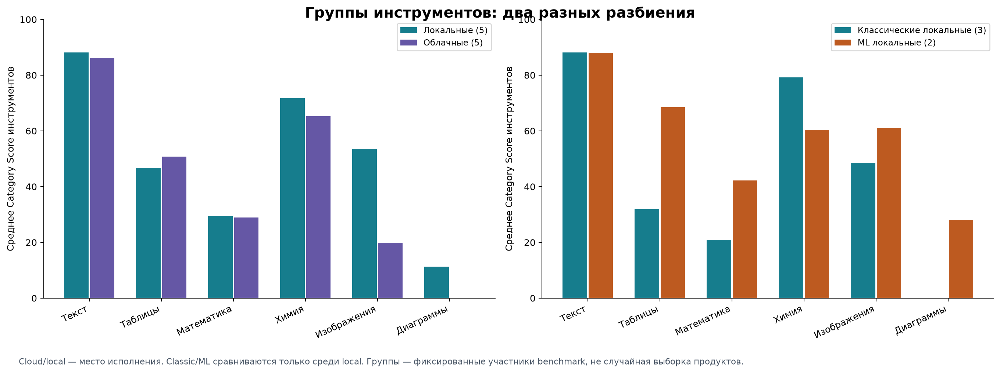 Группы инструментов: два разных разбиения
Среднее Category Score инструментов
100
80
60
40
20
0
Локальные (5)
Облачные (5)
Текст
Таблицы
Математика
Химия
Изображения
Диаграммы
Среднее Category Score инструментов
100
80
60
40
20
0
Классические локальные (3)
ML локальные (2)
Текст
Таблицы
Математика
Химия
Изображения
Диаграммы
Cloud/local — место исполнения. Classic/ML сравниваются только среди local. Группы — фиксированные участники benchmark, не случайная выборка продуктов.